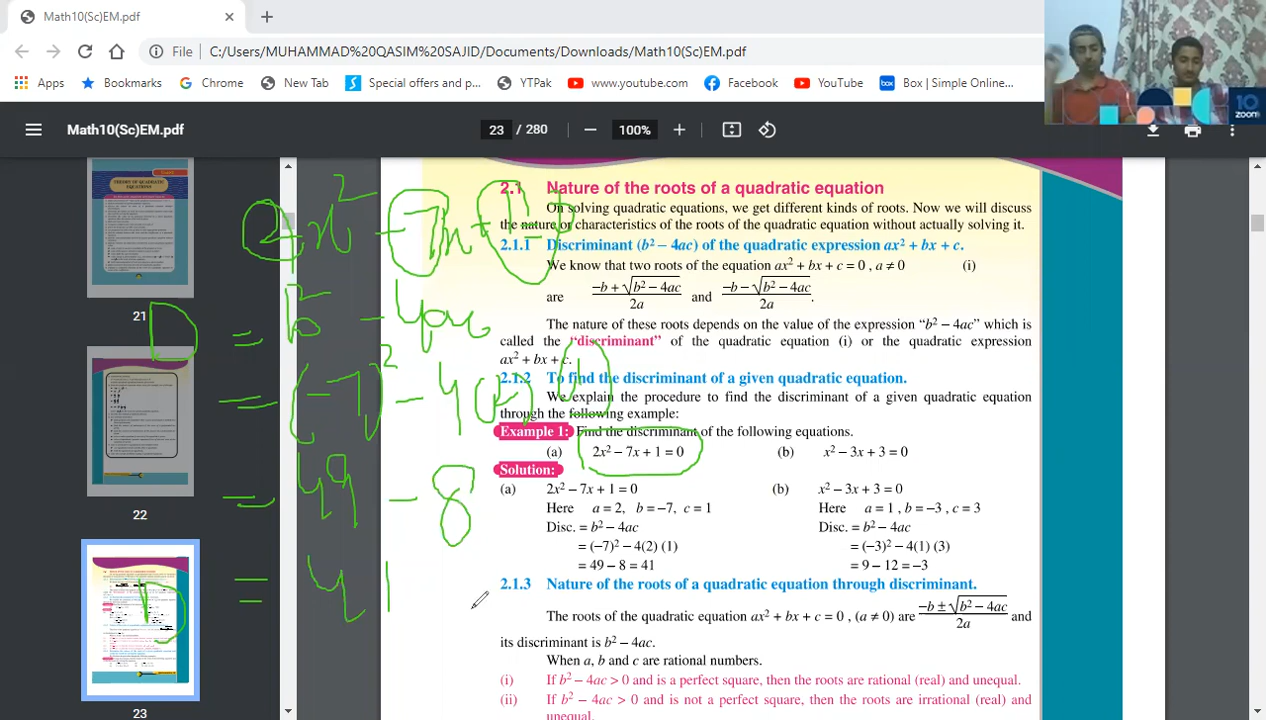 Math10(Sc)EM.pdf
File C:/Users/MUHAMMAD%20QASIM%20SAJID/Documents/Downloads/Math10(Sc)EM.pdf
Apps Bookmarks Chrome New Tab Special offers and p... YTPak www.youtube.com Facebook YouTube Box | Simple Online...
Math10(Sc)EM.pdf 23 / 280 100%
10
zoom
21
22
23
2x² - 7x + 1 =
D = b² - 4ac
= (-7)² - 4(2)(1)
= 49 - 8
= 41
D
2.1 Nature of the roots of a quadratic equation
On solving quadratic equations, we get different kinds of roots. Now we will discuss
the nature or characteristics of the roots of the quadratic equation without actually solving it.
2.1.1 Discriminant (b² – 4ac) of the quadratic expression ax² + bx + c.
We know that two roots of the equation ax² + bx + c = 0 , a ≠ 0 (i)
are (–b + √(b² – 4ac))/2a and (–b – √(b² – 4ac))/2a.
The nature of these roots depends on the value of the expression “b² – 4ac” which is
called the “discriminant” of the quadratic equation (i) or the quadratic expression
ax² + bx + c.
2.1.2 To find the discriminant of a given quadratic equation.
We explain the procedure to find the discriminant of a given quadratic equation
through the following example:
Example 1: Find the discriminant of the following equations.
(a) 2x² – 7x + 1 = 0 (b) x² – 3x + 3 = 0
Solution:
(a) 2x² – 7x + 1 = 0 (b) x² – 3x + 3 = 0
Here a = 2, b = –7, c = 1 Here a = 1 , b = –3 , c = 3
Disc. = b² – 4ac Disc. = b² – 4ac
= (–7)² – 4(2) (1) = (–3)² – 4(1) (3)
= 49 – 8 = 41 = 9 – 12 = –3
2.1.3 Nature of the roots of a quadratic equation through discriminant.
The roots of the quadratic equation ax² + bx + c = 0 , (a ≠ 0) are (–b ± √(b² – 4ac))/2a and
its discriminant is b² – 4ac.
When a, b and c are rational numbers.
(i) If b² – 4ac > 0 and is a perfect square, then the roots are rational (real) and unequal.
(ii) If b² – 4ac > 0 and is not a perfect square, then the roots are irrational (real) and
unequal.